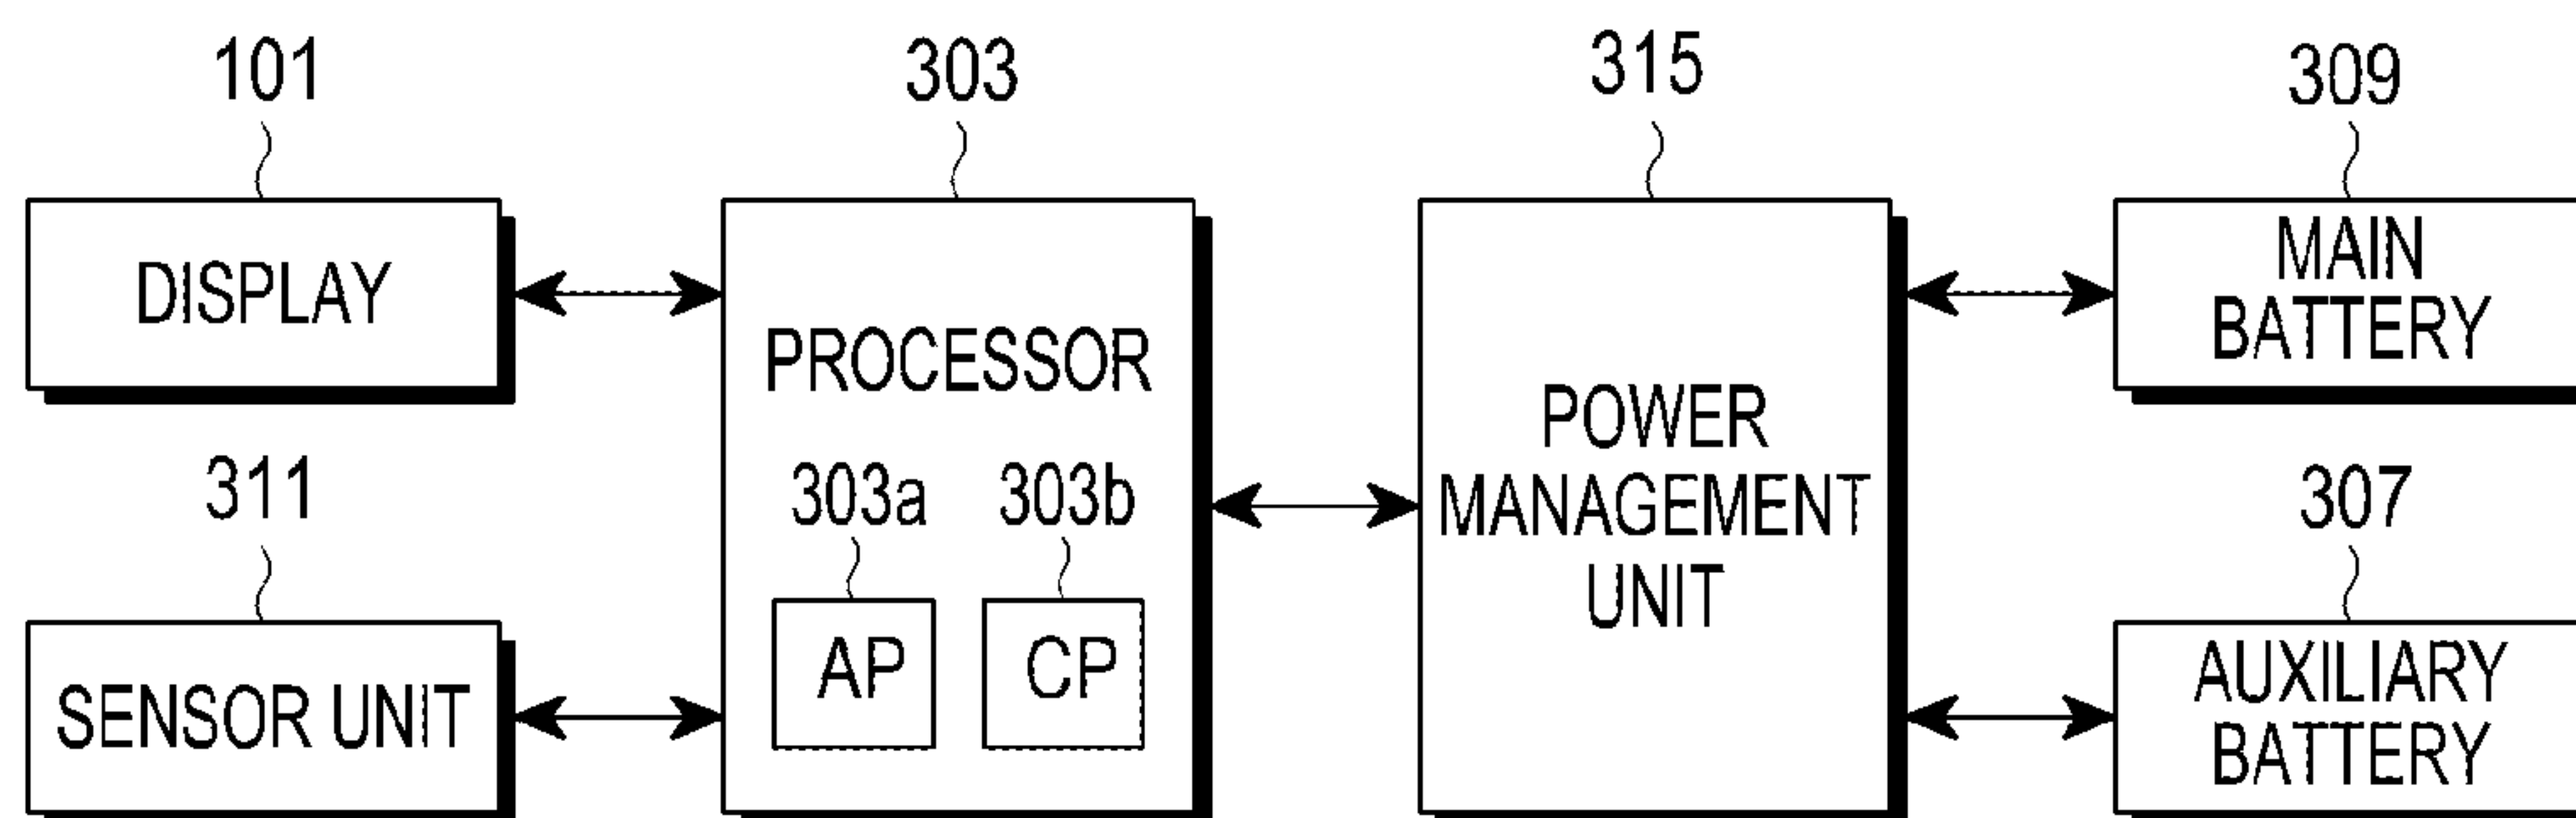 101
303
315
309
DISPLAY
PROCESSOR
POWER
MANAGEMENT
UNIT
MAIN
BATTERY
311
303a
303b
307
SENSOR UNIT
AP
CP
AUXILIARY
BATTERY